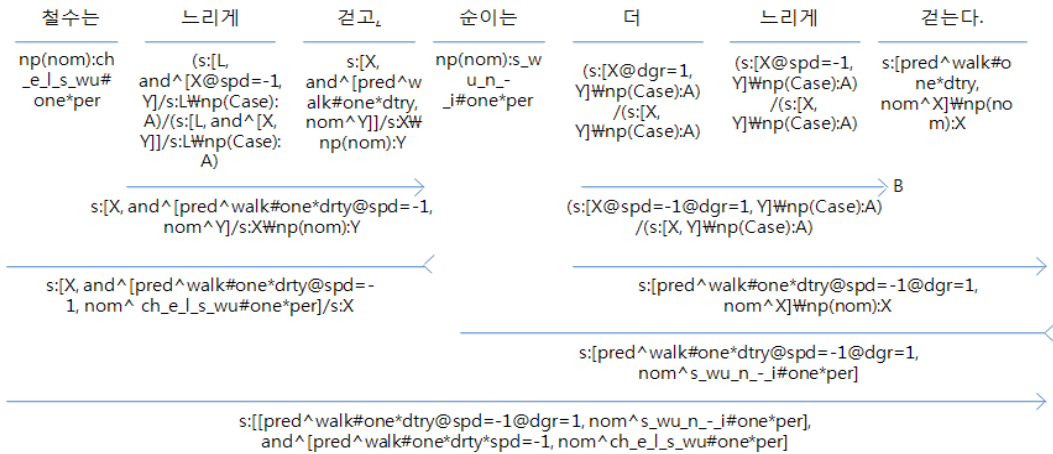 철수는 느리게 걷고, 순이는 더 느리게 걷는다.
np(nom):ch
_e_l_s_wu#
one*per
(s:[L,
and^[X@spd=-1,
Y]/s:L₩np(Case):
A)/(s:[L, and^[X,
Y]]/s:L₩np(Case):
A)
s:[X,
and^[pred^w
alk#one*dtry,
nom^Y]]/s:X₩
np(nom):Y
np(nom):s_w
u_n_-
_i#one*per
(s:[X@dgr=1,
Y]₩np(Case):A)
/(s:[X,
Y]₩np(Case):A)
(s:[X@spd=-1,
Y]₩np(Case):A)
/(s:[X,
Y]₩np(Case):A)
s:[pred^walk#o
ne*dtry,
nom^X]₩np(no
m):X
B
s:[X, and^[pred^walk#one*drty@spd=-1,
nom^Y]/s:X₩np(nom):Y
(s:[X@spd=-1@dgr=1, Y]₩np(Case):A)
/(s:[X, Y]₩np(Case):A)
s:[X, and^[pred^walk#one*dtry@spd=-
1, nom^ ch_e_l_s_wu#one*per]/s:X
s:[pred^walk#one*dtry@spd=-1@dgr=1,
nom^X]₩np(nom):X
s:[pred^walk#one*dtry@spd=-1@dgr=1,
nom^s_wu_n_-_i#one*per]
s:[[pred^walk#one*dtry@spd=-1@dgr=1, nom^s_wu_n_-_i#one*per],
and^[pred^walk#one*drty*spd=-1, nom^ch_e_l_s_wu#one*per]